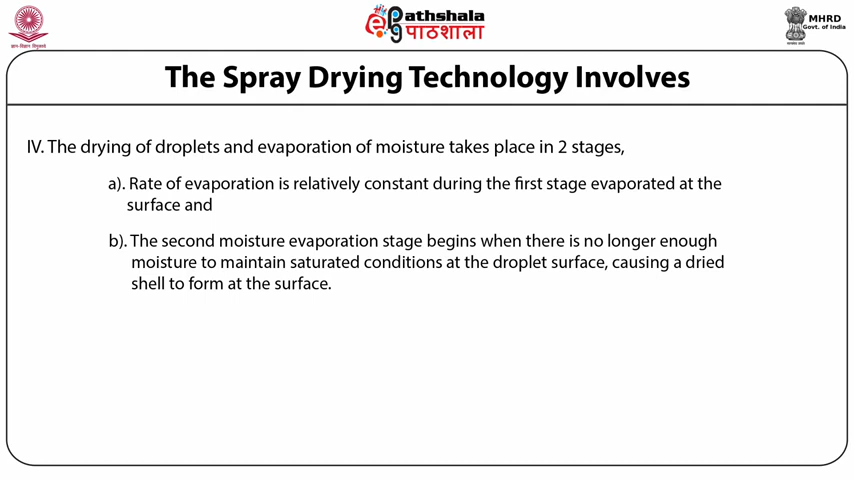 ePathshala
पाठशाला
MHRD
Govt. of India
The Spray Drying Technology Involves
IV. The drying of droplets and evaporation of moisture takes place in 2 stages,
a). Rate of evaporation is relatively constant during the first stage evaporated at the
surface and
b). The second moisture evaporation stage begins when there is no longer enough
moisture to maintain saturated conditions at the droplet surface, causing a dried
shell to form at the surface.